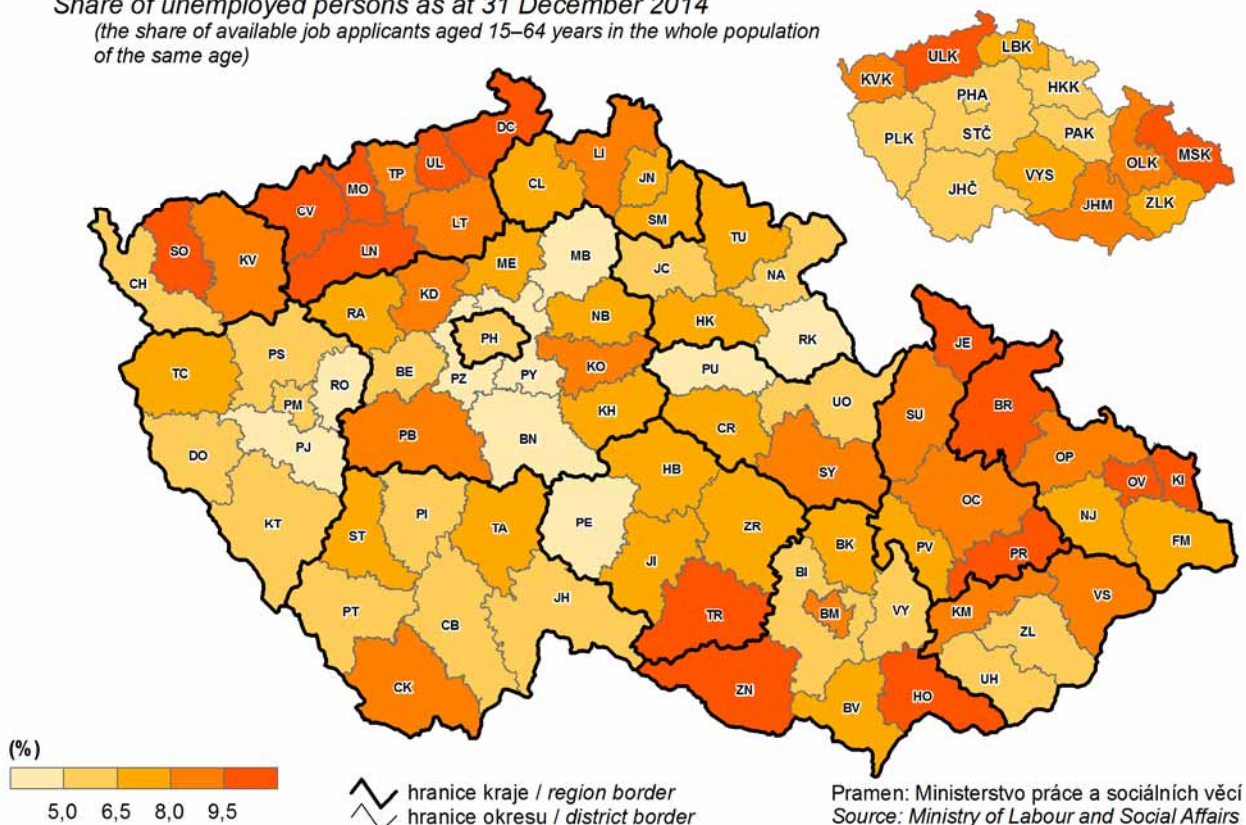 Share of unemployed persons as at 31 December 2014
(the share of available job applicants aged 15–64 years in the whole population
of the same age)
KVK
ULK
LBK
PHA
HKK
PLK
STČ
PAK
VYS
OLK
MSK
JHČ
JHM
ZLK
DC
UL
TP
MO
CV
LN
LT
SO
KV
CH
LI
JN
CL
SM
TU
MB
ME
JC
NA
KD
RA
NB
HK
RK
PH
BE
PZ
PY
KO
PU
TC
PS
RO
PM
KH
CR
UO
DO
PJ
PB
BN
HB
SY
KT
ST
PI
TA
PE
JI
ZR
PT
CB
JH
CK
JE
SU
BR
OP
OV
KI
OC
NJ
FM
BK
PV
PR
BI
BM
VY
KM
VS
ZL
UH
TR
ZN
BV
HO
(%)
5,0 6,5 8,0 9,5
hranice kraje / region border
hranice okresu / district border
Pramen: Ministerstvo práce a sociálních věcí
Source: Ministry of Labour and Social Affairs